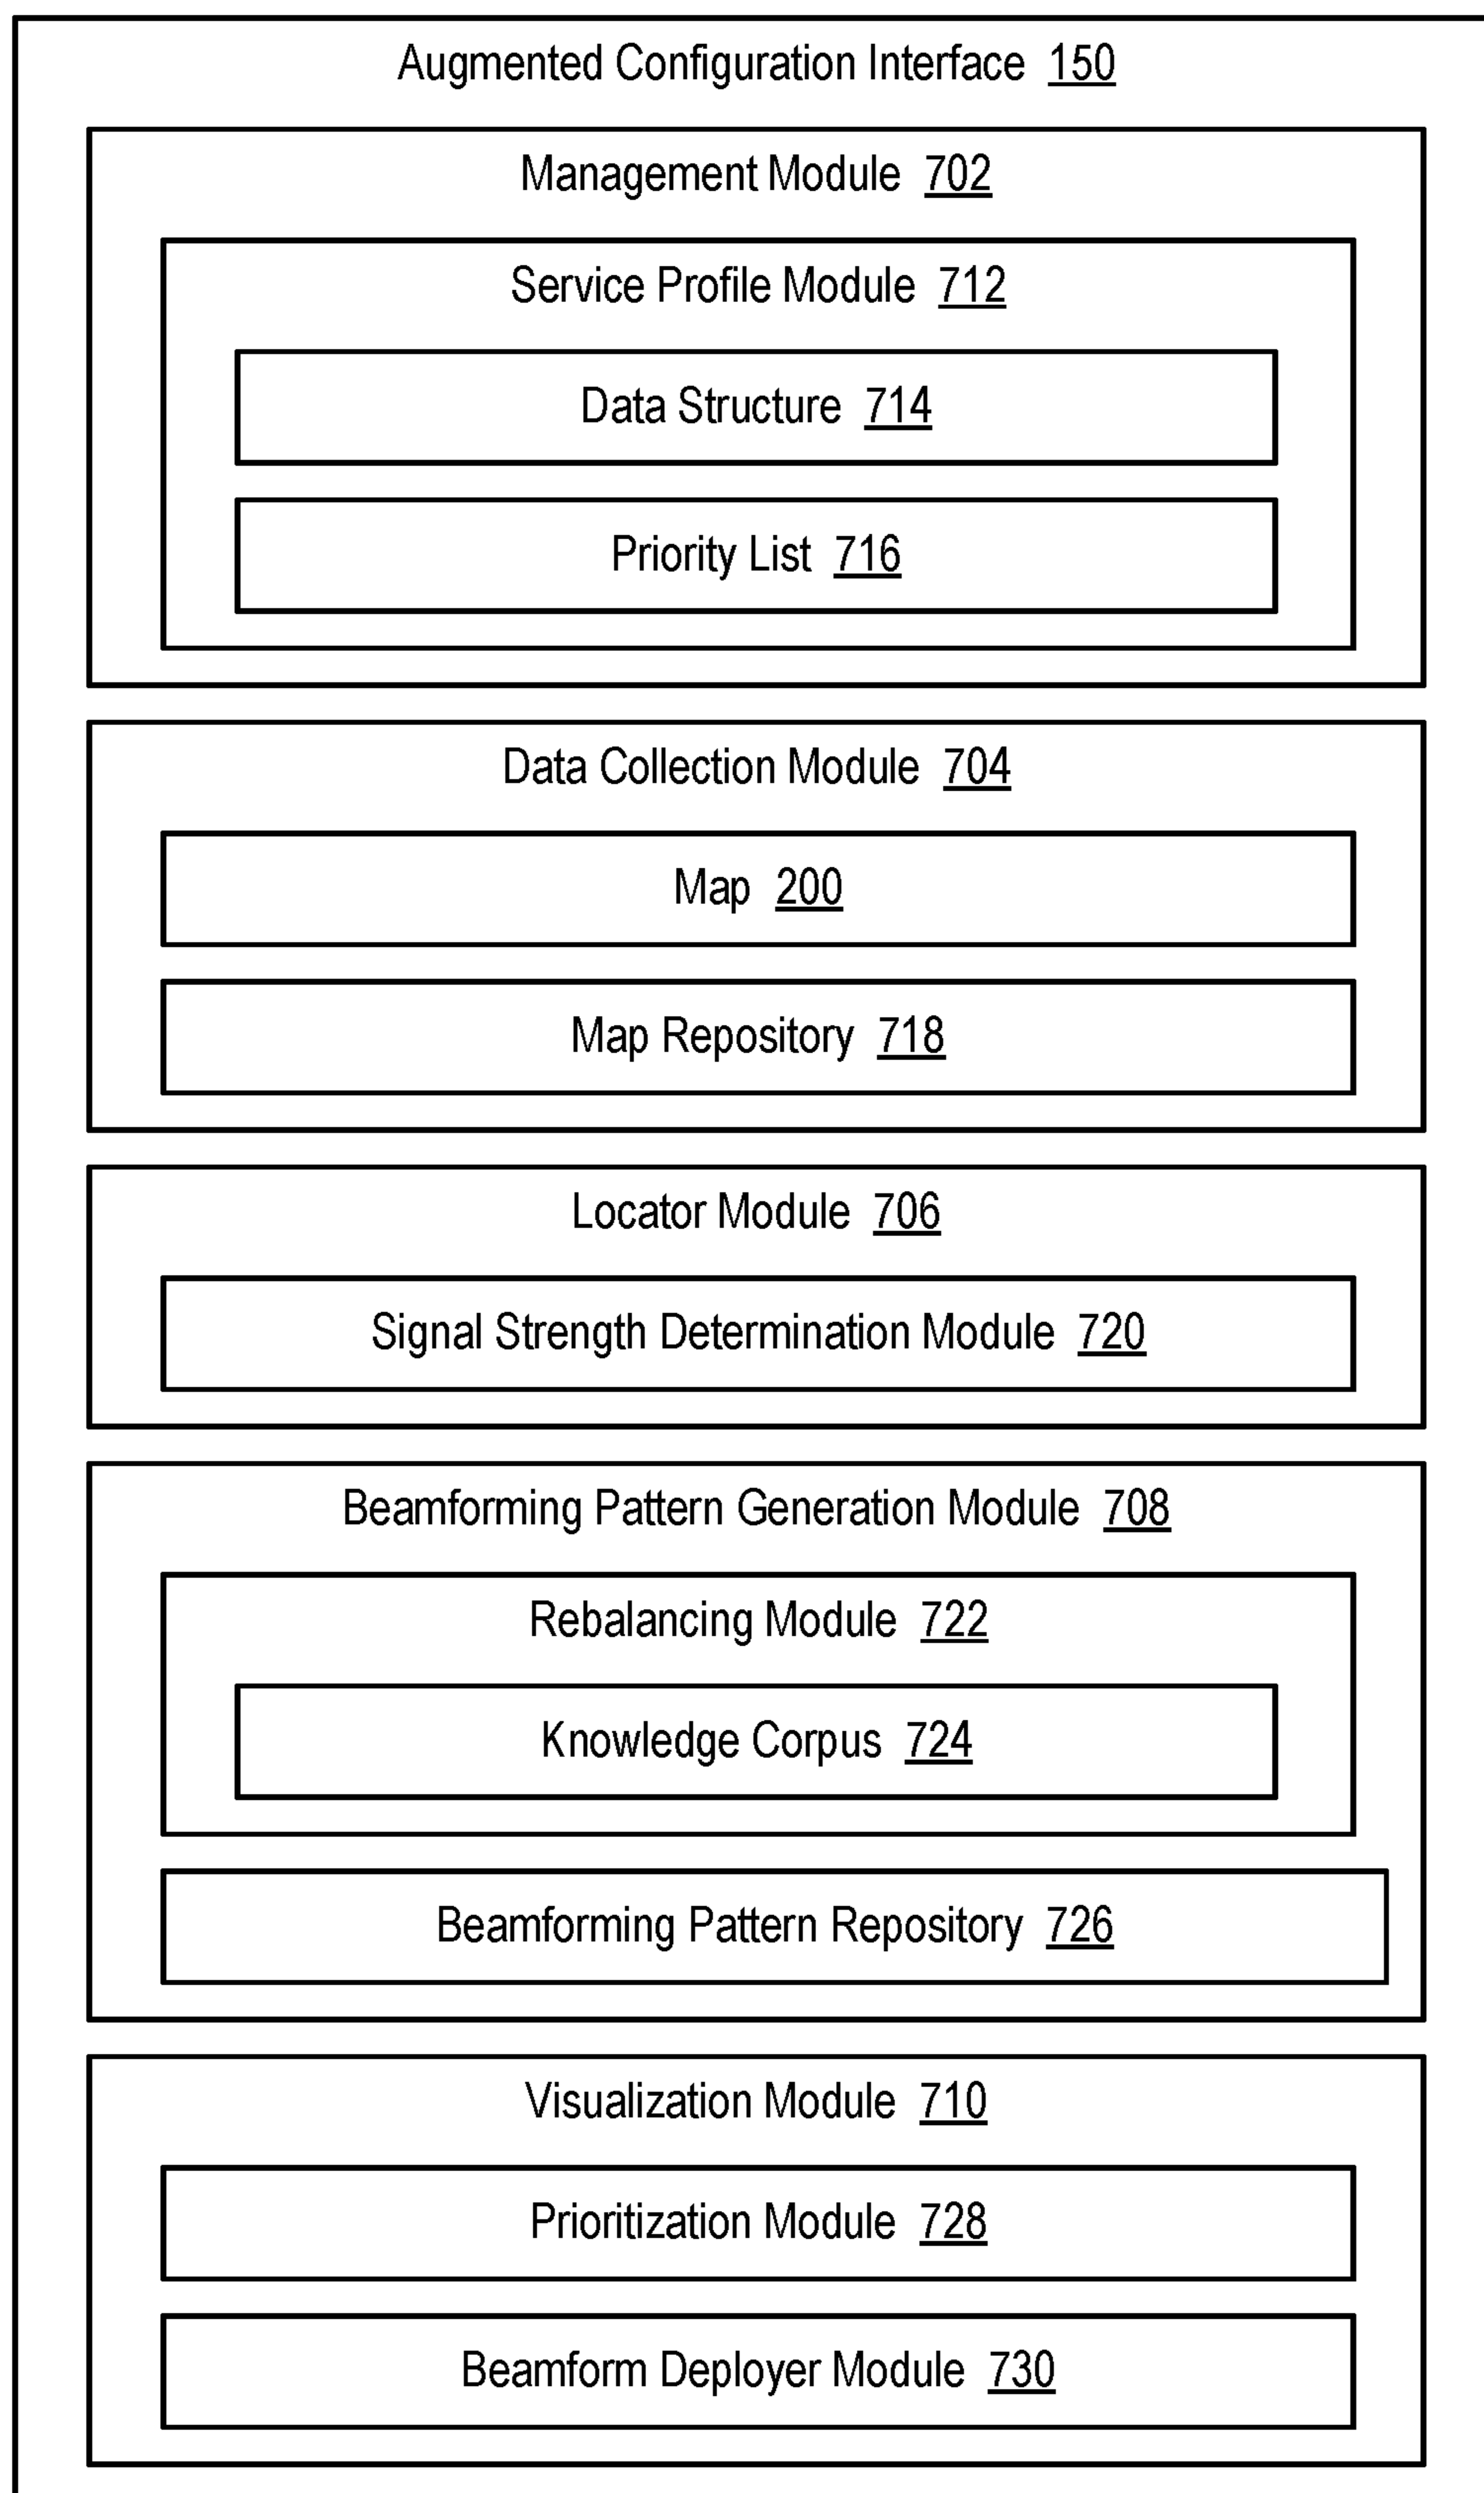 Augmented Configuration Interface 150
Management Module 702
Service Profile Module 712
Data Structure 714
Priority List 716
Data Collection Module 704
Map 200
Map Repository 718
Locator Module 706
Signal Strength Determination Module 720
Beamforming Pattern Generation Module 708
Rebalancing Module 722
Knowledge Corpus 724
Beamforming Pattern Repository 726
Visualization Module 710
Prioritization Module 728
Beamform Deployer Module 730